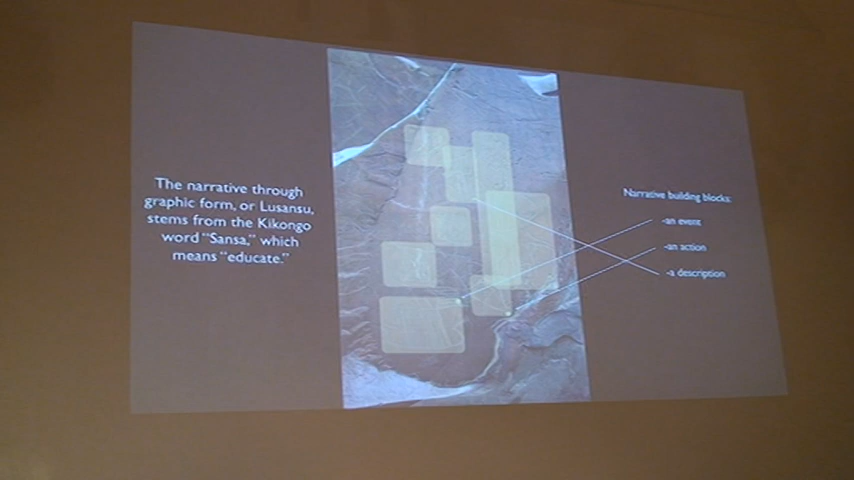 The narrative through
graphic form, or Lusansu,
stems from the Kikongo
word "Sansa," which
means "educate."
Narrative building blocks:
-an event
-an action
-a description